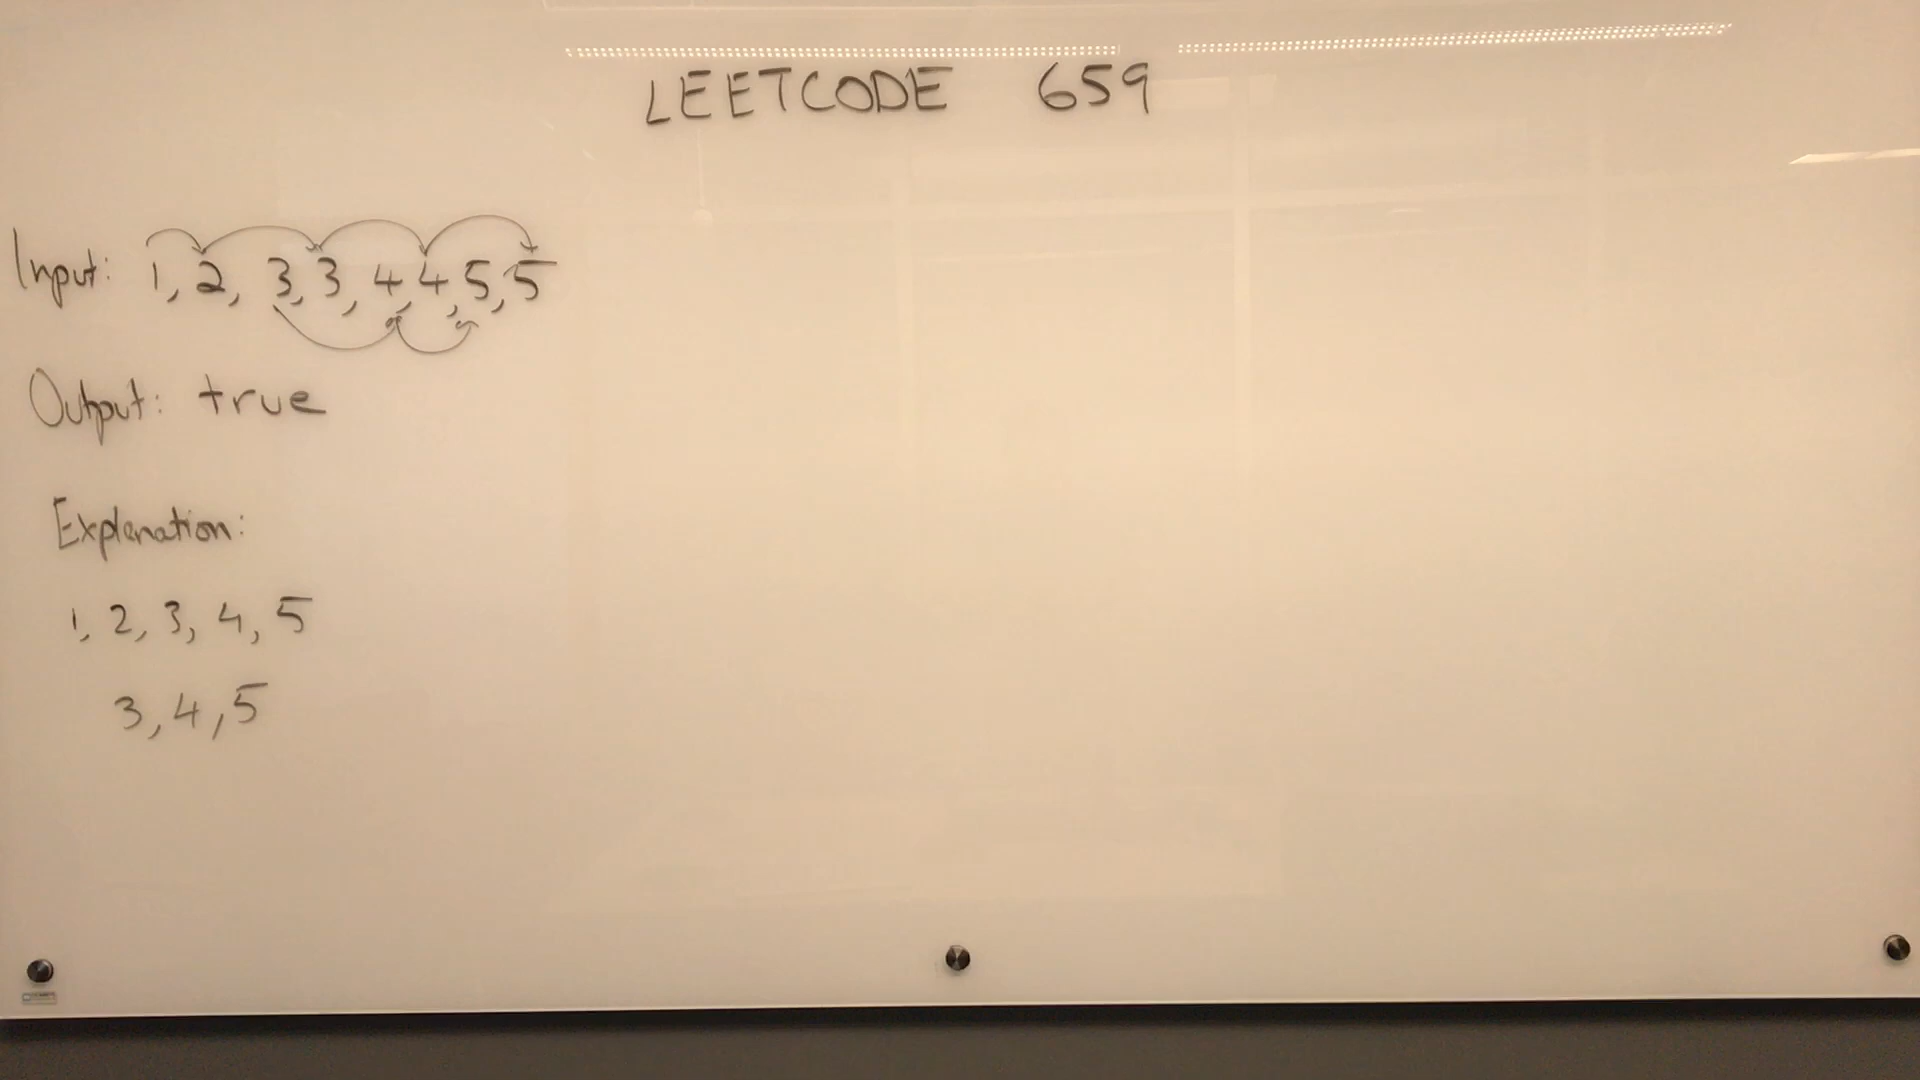 LEETCODE 659
Input: 1, 2, 3, 3, 4, 4, 5, 5
Output: true
Explanation:
1, 2, 3, 4, 5
3, 4, 5